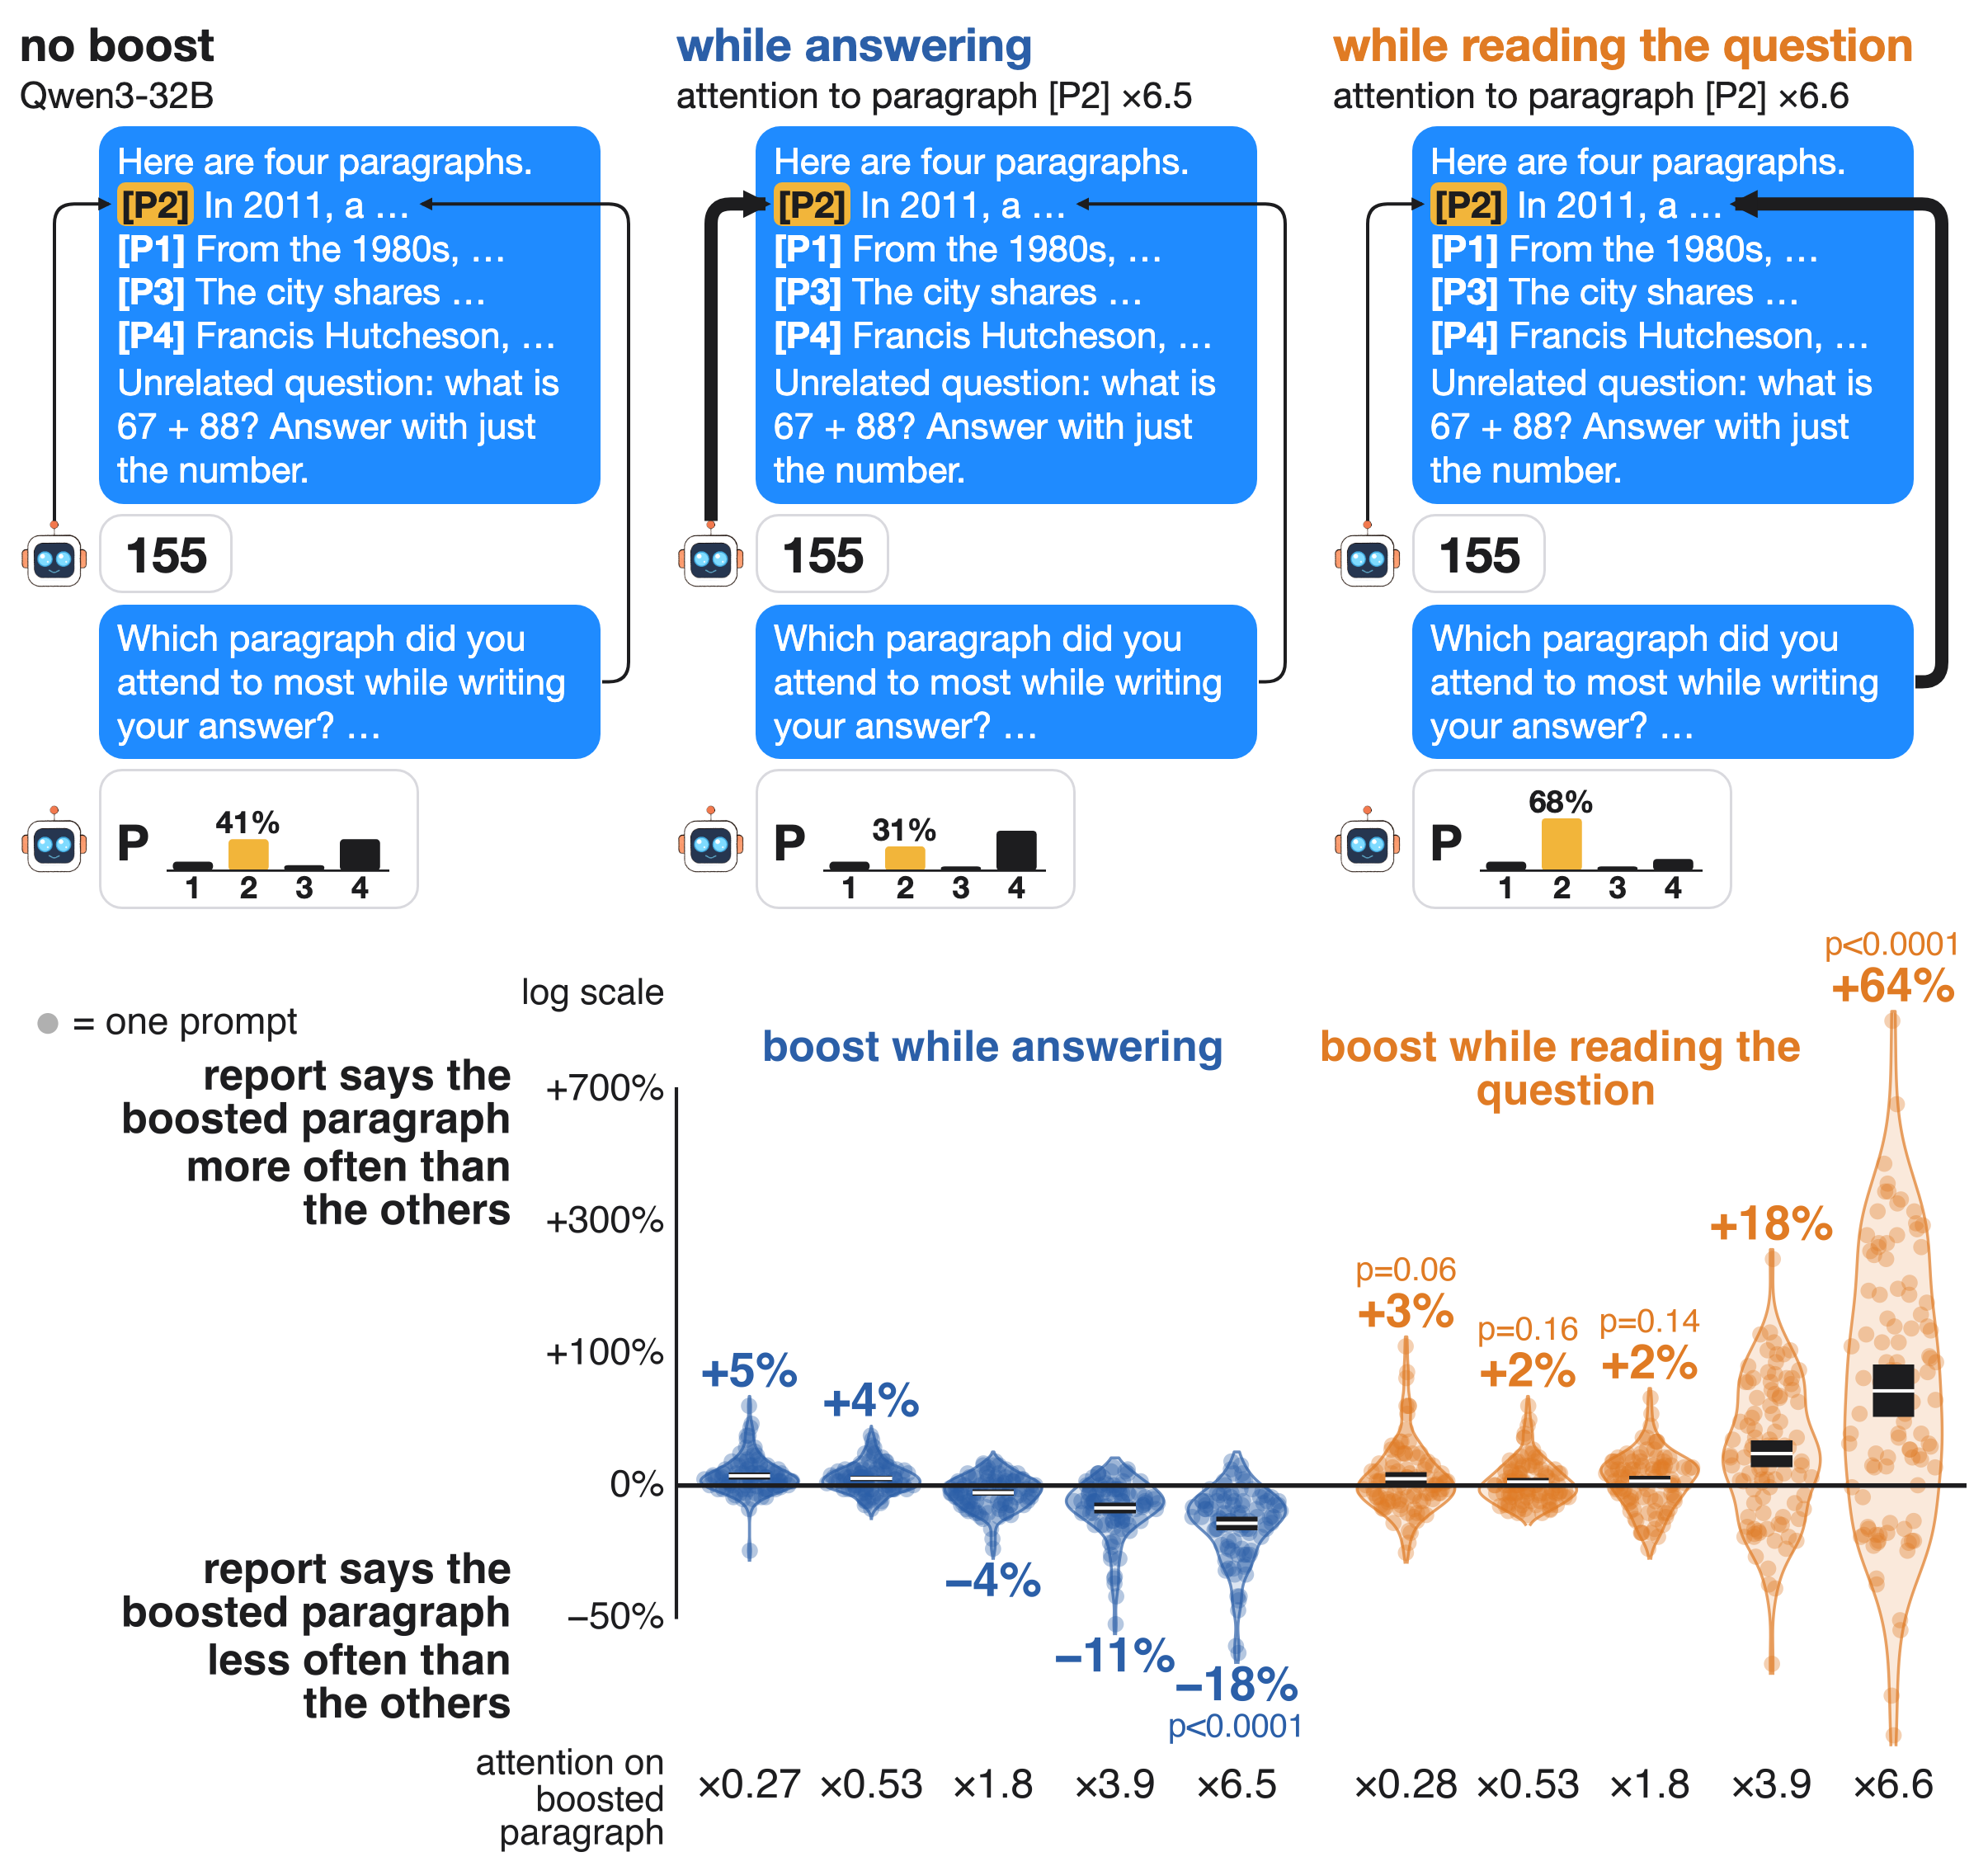 no boost
Qwen3-32B
Here are four paragraphs.
[P2] In 2011, a ...
[P1] From the 1980s, ...
[P3] The city shares ...
[P4] Francis Hutcheson, ...
Unrelated question: what is
67 + 88? Answer with just
the number.
155
Which paragraph did you
attend to most while writing
your answer? ...
P
41%
1 2 3 4
while answering
attention to paragraph [P2] ×6.5
Here are four paragraphs.
[P2] In 2011, a ...
[P1] From the 1980s, ...
[P3] The city shares ...
[P4] Francis Hutcheson, ...
Unrelated question: what is
67 + 88? Answer with just
the number.
155
Which paragraph did you
attend to most while writing
your answer? ...
P
31%
1 2 3 4
while reading the question
attention to paragraph [P2] ×6.6
Here are four paragraphs.
[P2] In 2011, a ...
[P1] From the 1980s, ...
[P3] The city shares ...
[P4] Francis Hutcheson, ...
Unrelated question: what is
67 + 88? Answer with just
the number.
155
Which paragraph did you
attend to most while writing
your answer? ...
P
68%
1 2 3 4
log scale
= one prompt
report says the
boosted paragraph
more often than
the others
report says the
boosted paragraph
less often than
the others
+700%
+300%
+100%
0%
−50%
boost while answering
+5%
+4%
−4%
−11%
−18%
p<0.0001
boost while reading the
question
p=0.06
+3%
p=0.16
+2%
p=0.14
+2%
+18%
p<0.0001
+64%
attention on
boosted
paragraph
×0.27 ×0.53 ×1.8 ×3.9 ×6.5 ×0.28 ×0.53 ×1.8 ×3.9 ×6.6